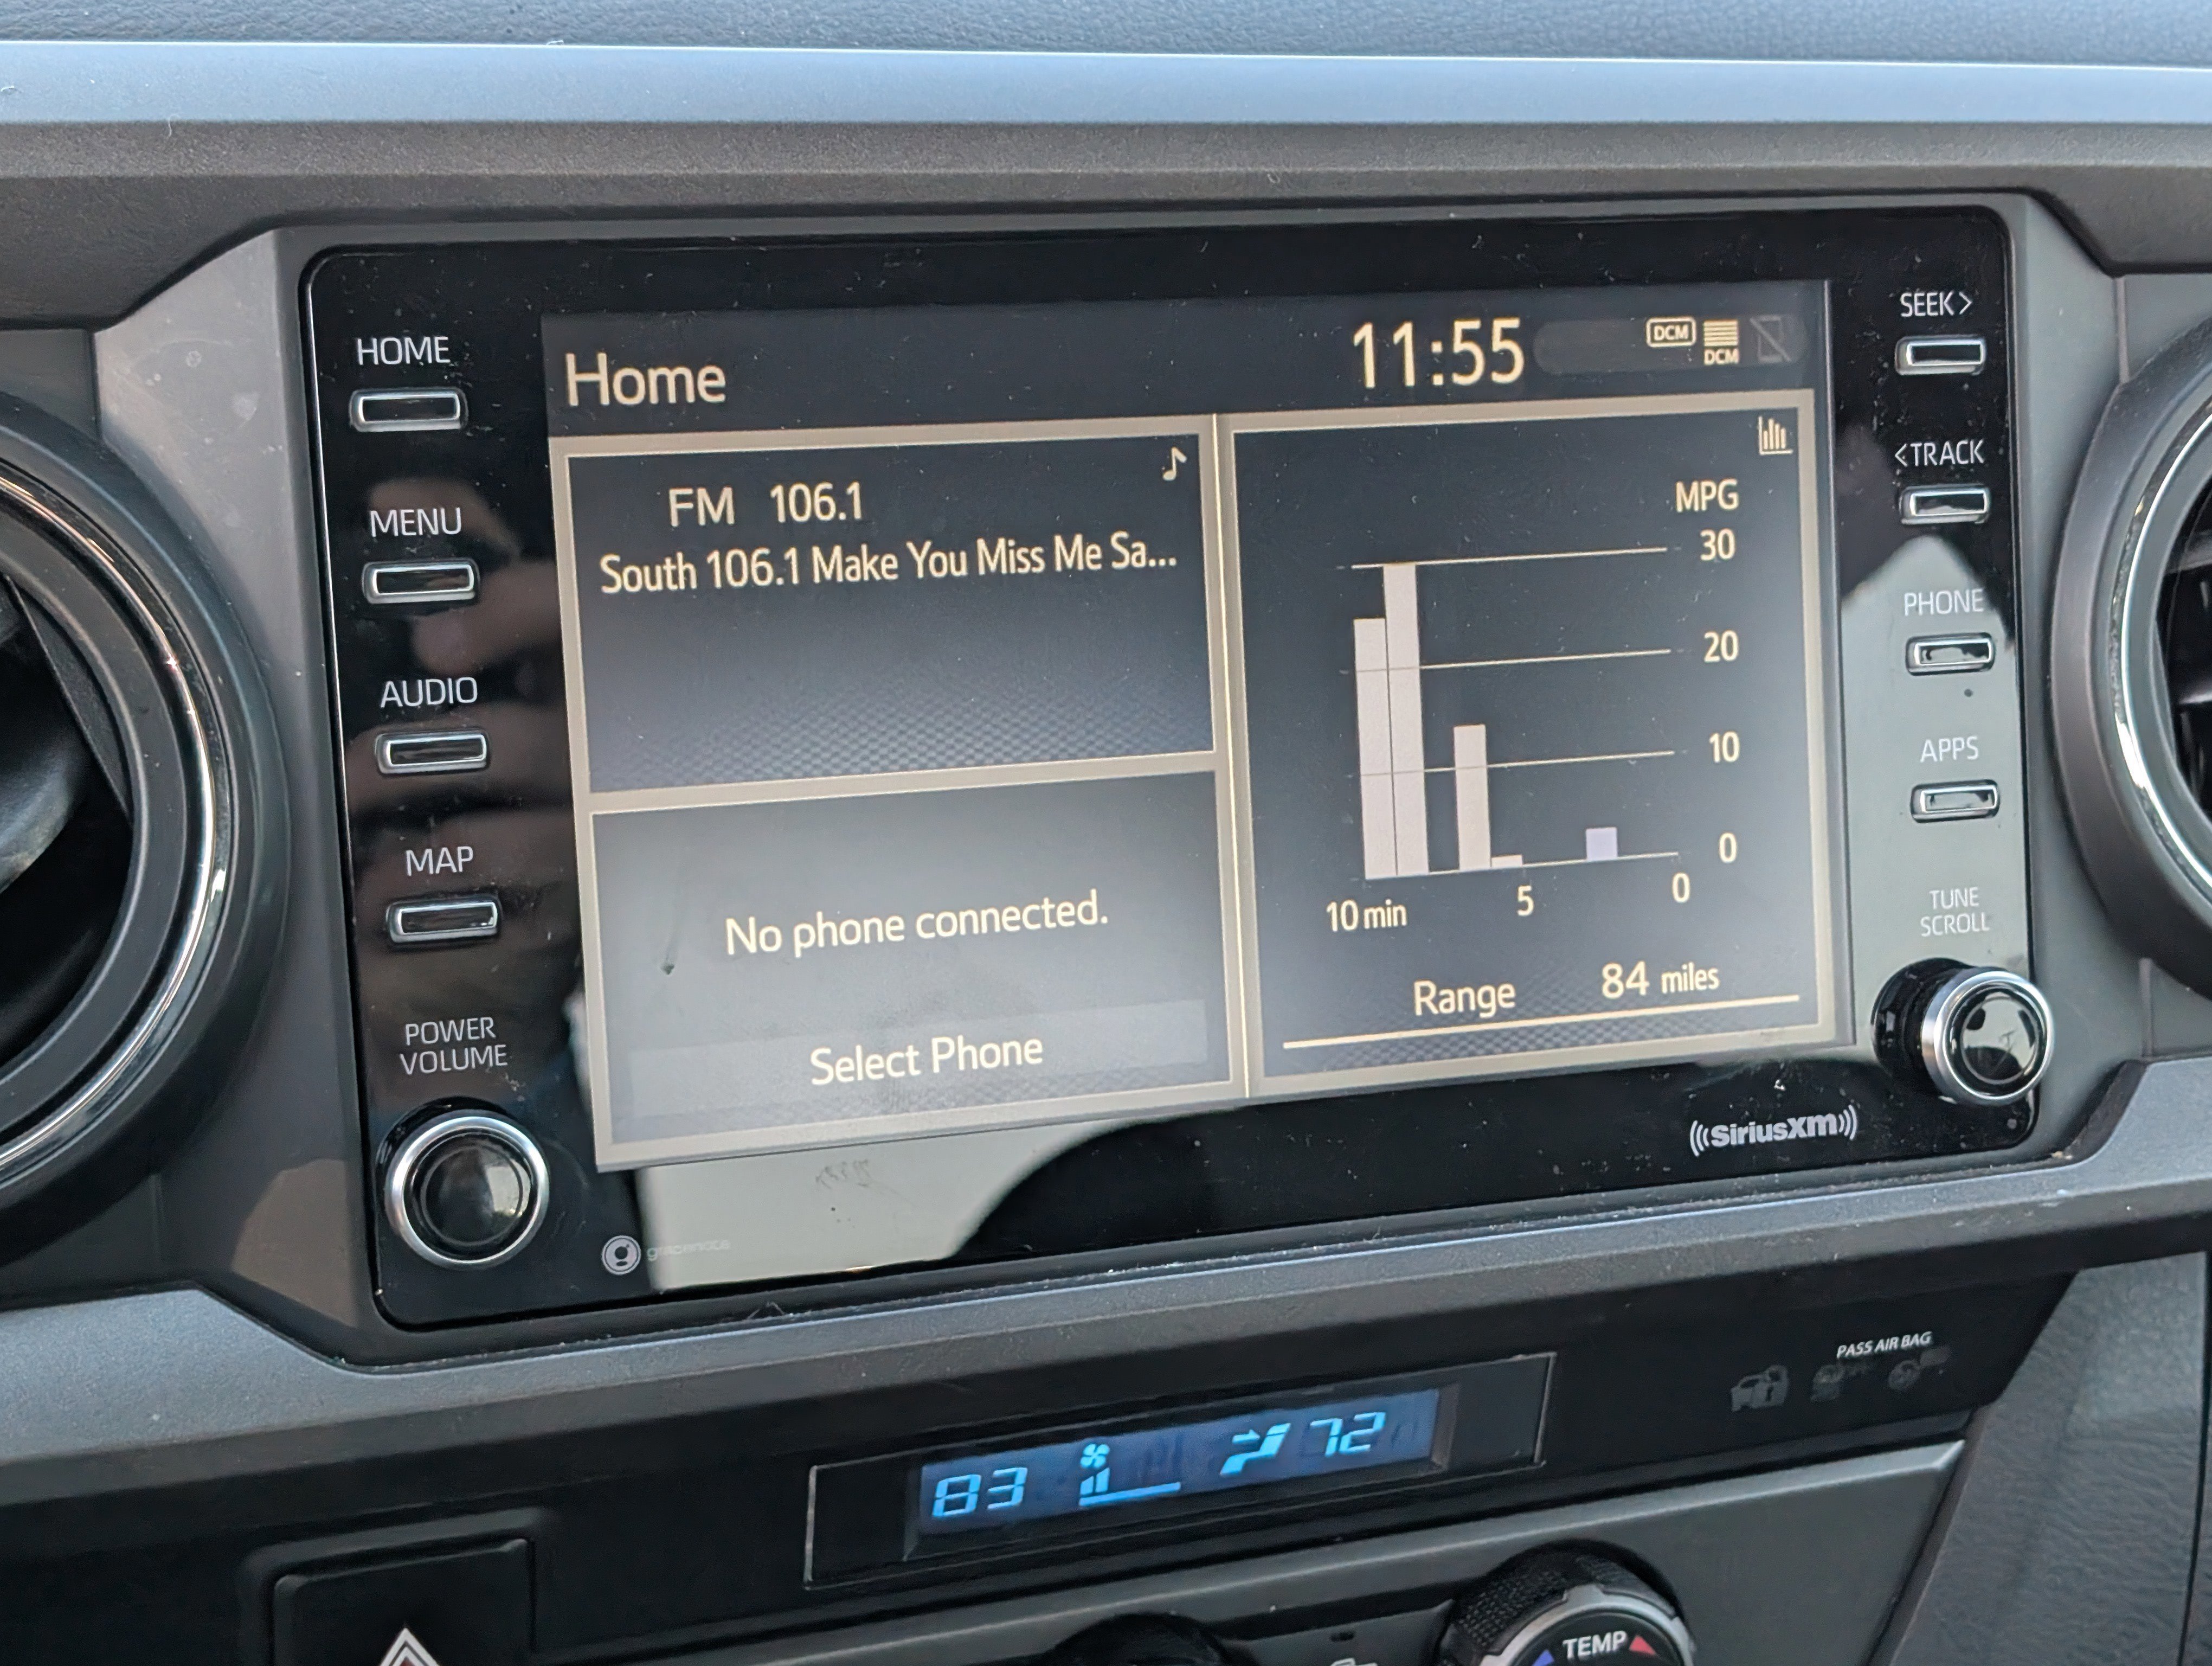 HOME
MENU
AUDIO
MAP
POWER
VOLUME
Home
11:55
DCM
DCM
FM 106.1
South 106.1 Make You Miss Me Sa...
No phone connected.
Select Phone
MPG
30
20
10
0
10 min 5 0
Range 84 miles
SEEK>
<TRACK
PHONE
APPS
TUNE
SCROLL
((SiriusXM))
gracenote
PASS AIR BAG
83 72
TEMP